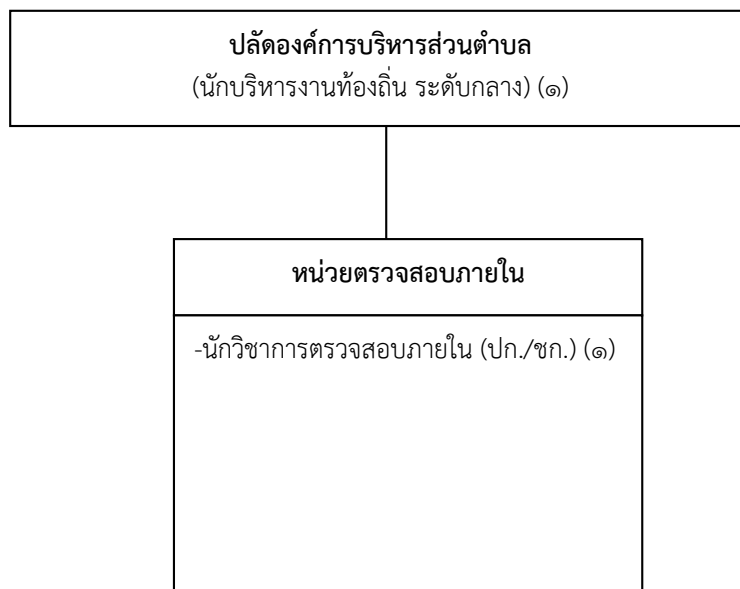 ปลัดองค์การบริหารส่วนตำบล
(นักบริหารงานท้องถิ่น ระดับกลาง) (๑)
หน่วยตรวจสอบภายใน
-นักวิชาการตรวจสอบภายใน (ปก./ชก.) (๑)